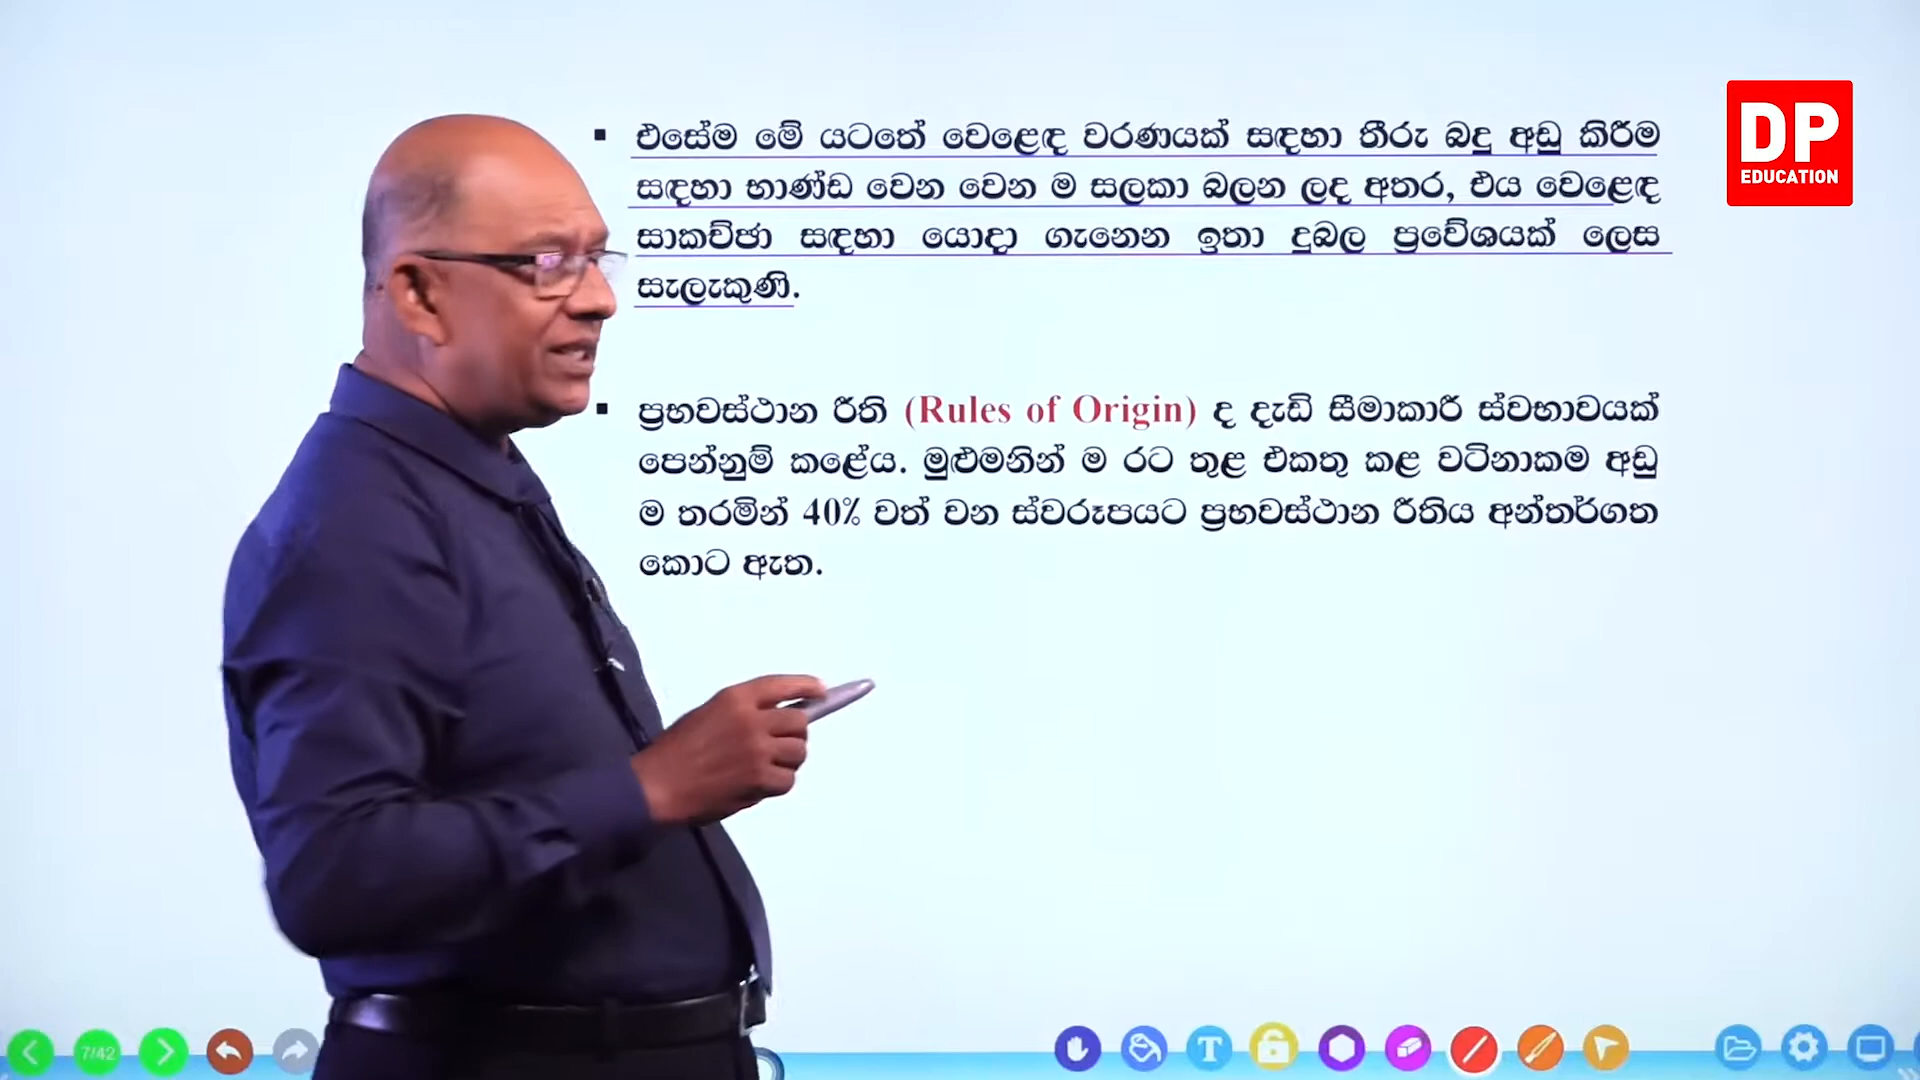 DP
EDUCATION
එසේම මේ යටතේ වෙළෙඳ වරණයක් සඳහා තීරු බදු අඩු කිරීම
සඳහා භාණ්ඩ වෙන වෙන ම සලකා බලන ලද අතර, එය වෙළෙඳ
සාකච්ඡා සඳහා යොදා ගැනෙන ඉතා දුබල ප්‍රවේශයක් ලෙස
සැලැකුණි.
ප්‍රභවස්ථාන රීති (Rules of Origin) ද දැඩි සීමාකාරී ස්වභාවයක්
පෙන්නුම් කළේය. මුළුමනින් ම රට තුළ එකතු කළ වටිනාකම අඩු
ම තරමින් 40% වත් වන ස්වරූපයට ප්‍රභවස්ථාන රීතිය අන්තර්ගත
කොට ඇත.
7/42
T